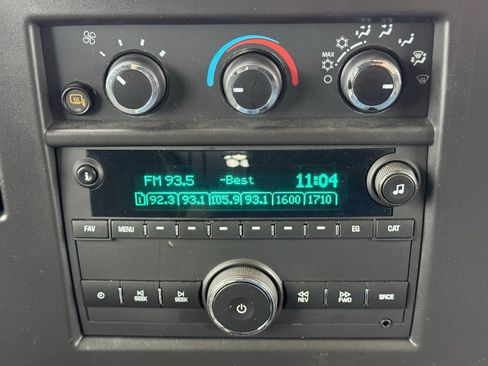 MAX
FM 93.5 -Best 11:04
1 92.3 93.1 105.9 93.1 1600 1710
FAV MENU EQ CAT
SEEK SEEK REV FWD SRCE